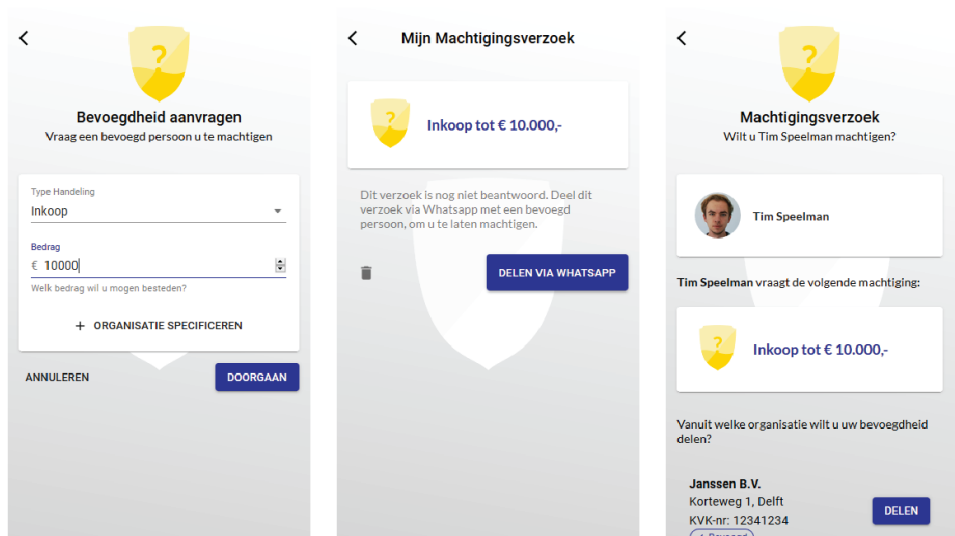 Bevoegdheid aanvragen
Vraag een bevoegd persoon u te machtigen
Type Handeling
Inkoop
Bedrag
€ 10000
Welk bedrag wil u mogen besteden?
+ ORGANISATIE SPECIFICEREN
ANNULEREN
DOORGAAN
Mijn Machtigingsverzoek
?
Inkoop tot € 10.000,-
Dit verzoek is nog niet beantwoord. Deel dit
verzoek via Whatsapp met een bevoegd
persoon, om u te laten machtigen.
DELEN VIA WHATSAPP
?
Machtigingsverzoek
Wilt u Tim Speelman machtigen?
Tim Speelman
Tim Speelman vraagt de volgende machtiging:
?
Inkoop tot € 10.000,-
Vanuit welke organisatie wilt u uw bevoegdheid
delen?
Janssen B.V.
Korteweg 1, Delft
KVK-nr: 12341234
DELEN